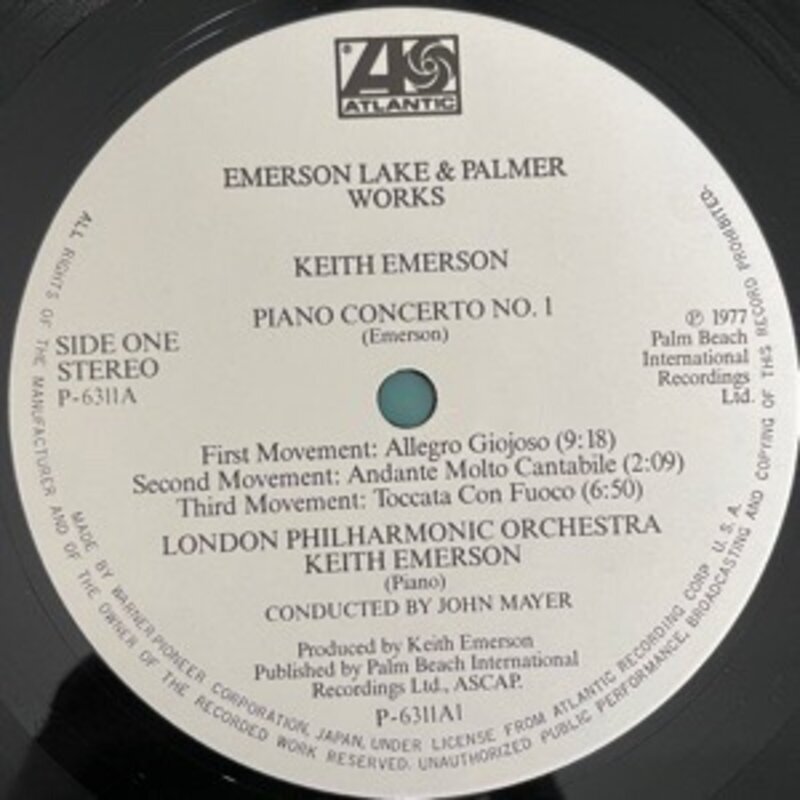 ATLANTIC
EMERSON LAKE & PALMER
WORKS
KEITH EMERSON
PIANO CONCERTO NO. 1
(Emerson)
SIDE ONE
STEREO
P-6311A
℗ 1977
Palm Beach
International
Recordings
Ltd.
First Movement: Allegro Giojoso (9:18)
Second Movement: Andante Molto Cantabile (2:09)
Third Movement: Toccata Con Fuoco (6:50)
LONDON PHILHARMONIC ORCHESTRA
KEITH EMERSON
(Piano)
CONDUCTED BY JOHN MAYER
Produced by Keith Emerson
Published by Palm Beach International
Recordings Ltd., ASCAP.
P-6311A1
MADE BY WARNER-PIONEER CORPORATION, JAPAN, UNDER LICENSE FROM ATLANTIC RECORDING CORP. U.S.A.
ALL RIGHTS OF THE MANUFACTURER AND OF THE OWNER OF THE RECORDED WORK RESERVED. UNAUTHORIZED PUBLIC PERFORMANCE, BROADCASTING AND COPYING OF THIS RECORD PROHIBITED.